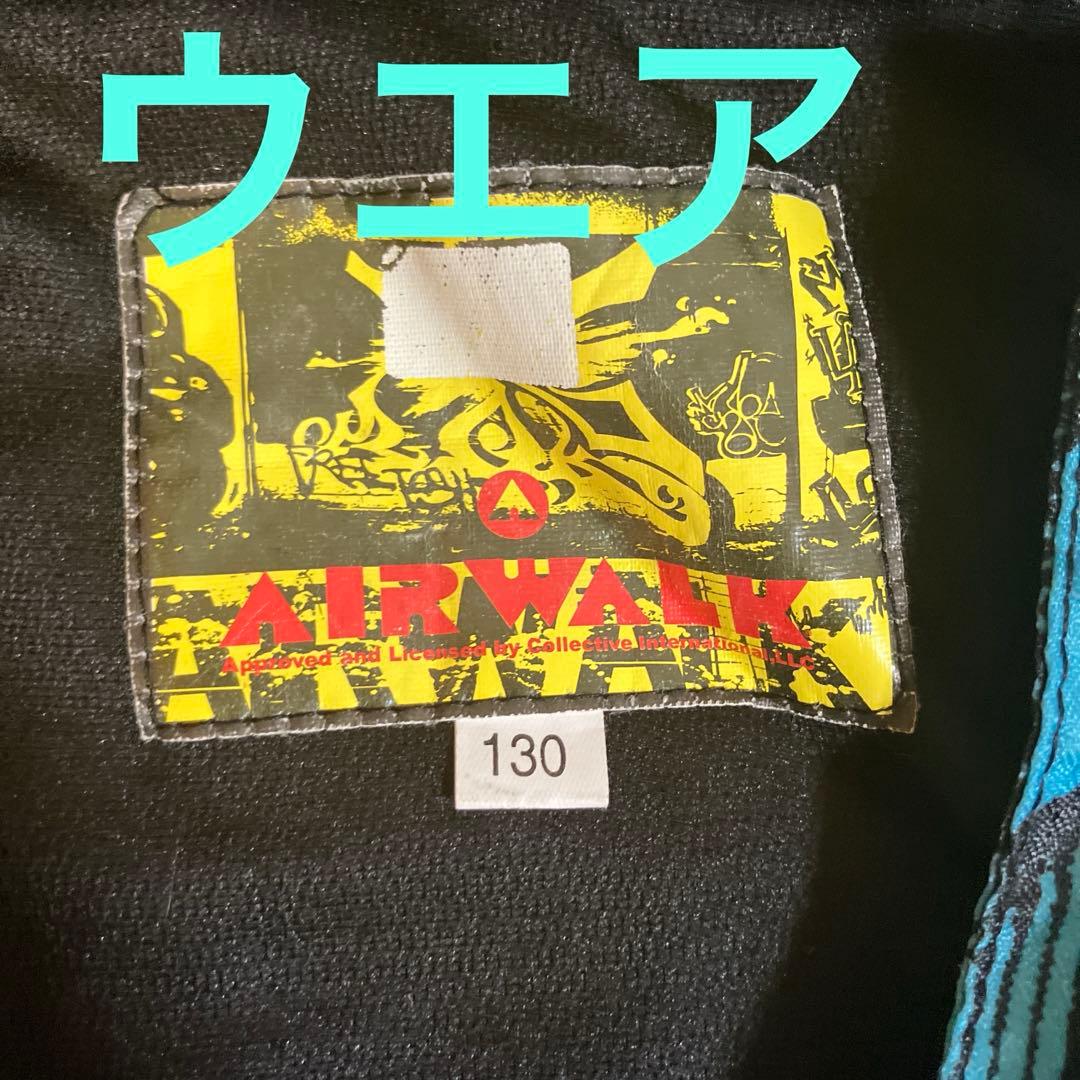 ウエア
AIRWALK
Approved and Licensed by Collective International,LLC
130